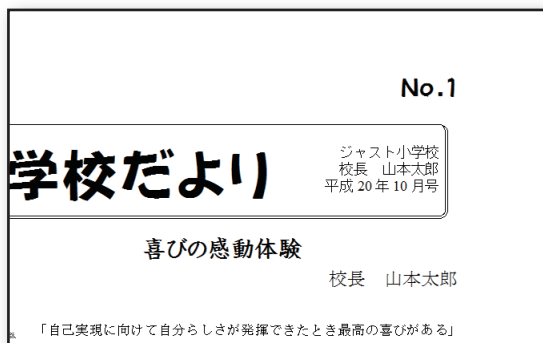 No.1
学校だより
ジャスト小学校
校長　山本太郎
平成 20 年 10 月号
喜びの感動体験
校長　山本太郎
「自己実現に向けて自分らしさが発揮できたとき最高の喜びがある」